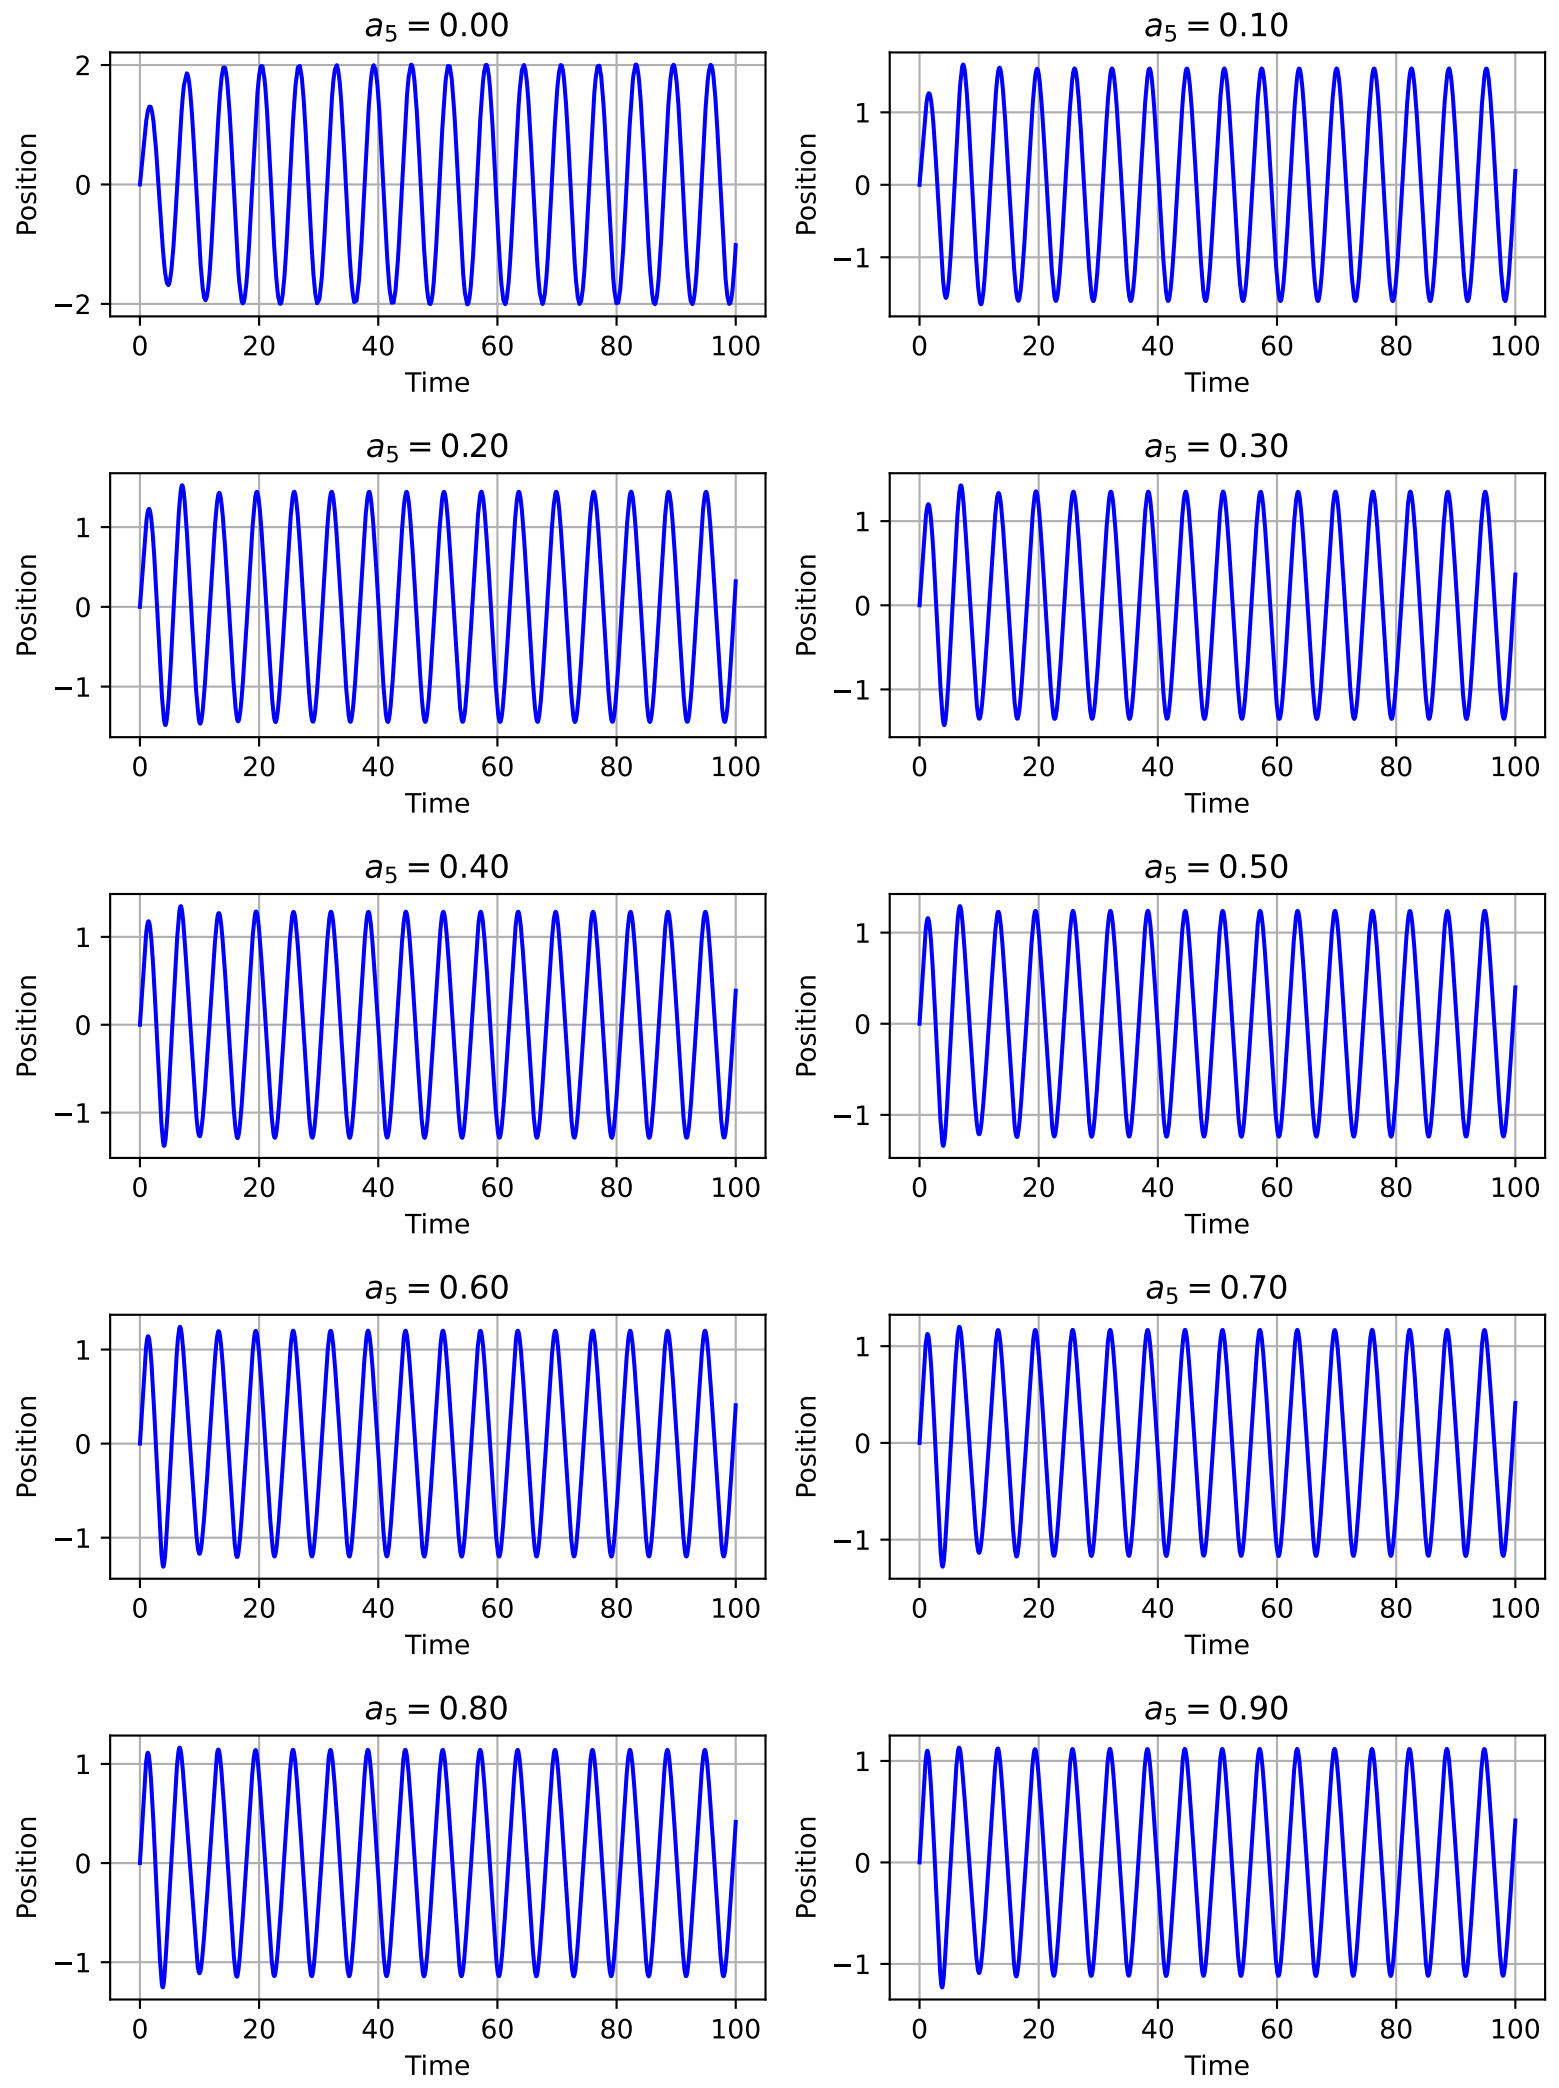 a₅ = 0.00
Position
2
0
−2
0 20 40 60 80 100
Time
a₅ = 0.10
Position
1
0
−1
0 20 40 60 80 100
Time
a₅ = 0.20
Position
1
0
−1
0 20 40 60 80 100
Time
a₅ = 0.30
Position
1
0
−1
0 20 40 60 80 100
Time
a₅ = 0.40
Position
1
0
−1
0 20 40 60 80 100
Time
a₅ = 0.50
Position
1
0
−1
0 20 40 60 80 100
Time
a₅ = 0.60
Position
1
0
−1
0 20 40 60 80 100
Time
a₅ = 0.70
Position
1
0
−1
0 20 40 60 80 100
Time
a₅ = 0.80
Position
1
0
−1
0 20 40 60 80 100
Time
a₅ = 0.90
Position
1
0
−1
0 20 40 60 80 100
Time